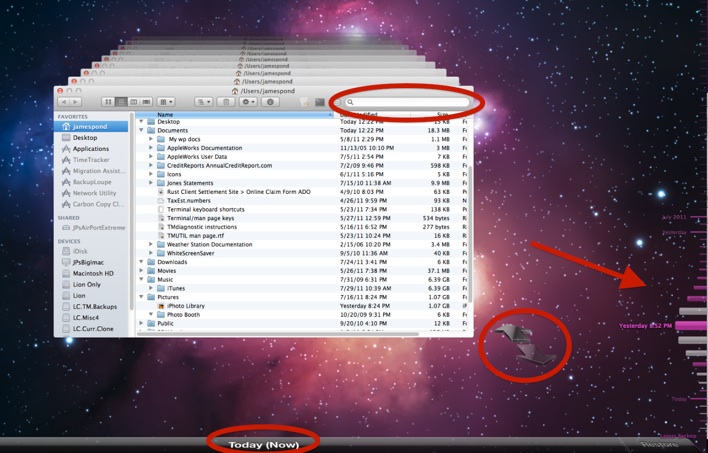 /Users/jamespond
/Users/jamespond
/Users/jamespond
/Users/jamespond
/Users/jamespond
/Users/jamespond
FAVORITES
jamespond
Desktop
Applications
TimeTracker
Migration Assist...
BackupLoupe
Network Utility
Carbon Copy Cl...
SHARED
JPsAirPortExtreme
DEVICES
iDisk
JPsBigimac
Macintosh HD
Lion Only
Lion
LC.TM.Backups
LC.Misc4
LC.Curr.Clone
Name
Desktop Today 12:22 PM 15 KB
Documents Today 12:22 PM 18.3 MB
My wp docs 5/8/11 2:29 PM 1.1 MB
AppleWorks Documentation 11/13/05 10:10 PM 3 MB
AppleWorks User Data 7/5/11 2:54 PM 7 KB
CreditReports AnnualCreditReport.com 7/2/09 9:46 PM 598 KB
Icons 6/1/11 5:16 PM 5 KB
Jones Statements 7/15/10 11:38 AM 9.9 MB
Rust Client Settlement Site > Online Claim Form ADO 4/9/10 8:03 PM 63 KB
TaxEst.numbers 4/26/11 9:59 PM 93 KB
Terminal keyboard shortcuts 5/23/11 7:34 PM 138 KB
Terminal/man page keys 5/27/11 12:59 PM 534 bytes
TMdiagnostic instructions 5/16/11 6:52 PM 277 bytes
TMUTIL man page.rtf 5/23/11 10:24 PM 16 KB
Weather Station Documentation 2/15/06 10:20 PM 3.4 MB
WhiteScreenSaver 9/5/10 11:36 AM 40 KB
Downloads 7/24/11 3:41 PM 6 KB
Movies 5/26/11 7:38 PM 37.1 MB
Music 7/31/09 6:31 PM 6.39 GB
iTunes 7/29/11 10:39 AM 6.39 GB
Pictures 7/16/11 8:24 PM 1.07 GB
iPhoto Library Yesterday 8:24 PM 1.07 GB
Photo Booth 10/20/09 9:31 PM 6 KB
Public 9/20/10 4:10 PM 12 KB
July 2011
Yesterday
Yesterday 8:52 PM
Today
Today (Now)
Restore